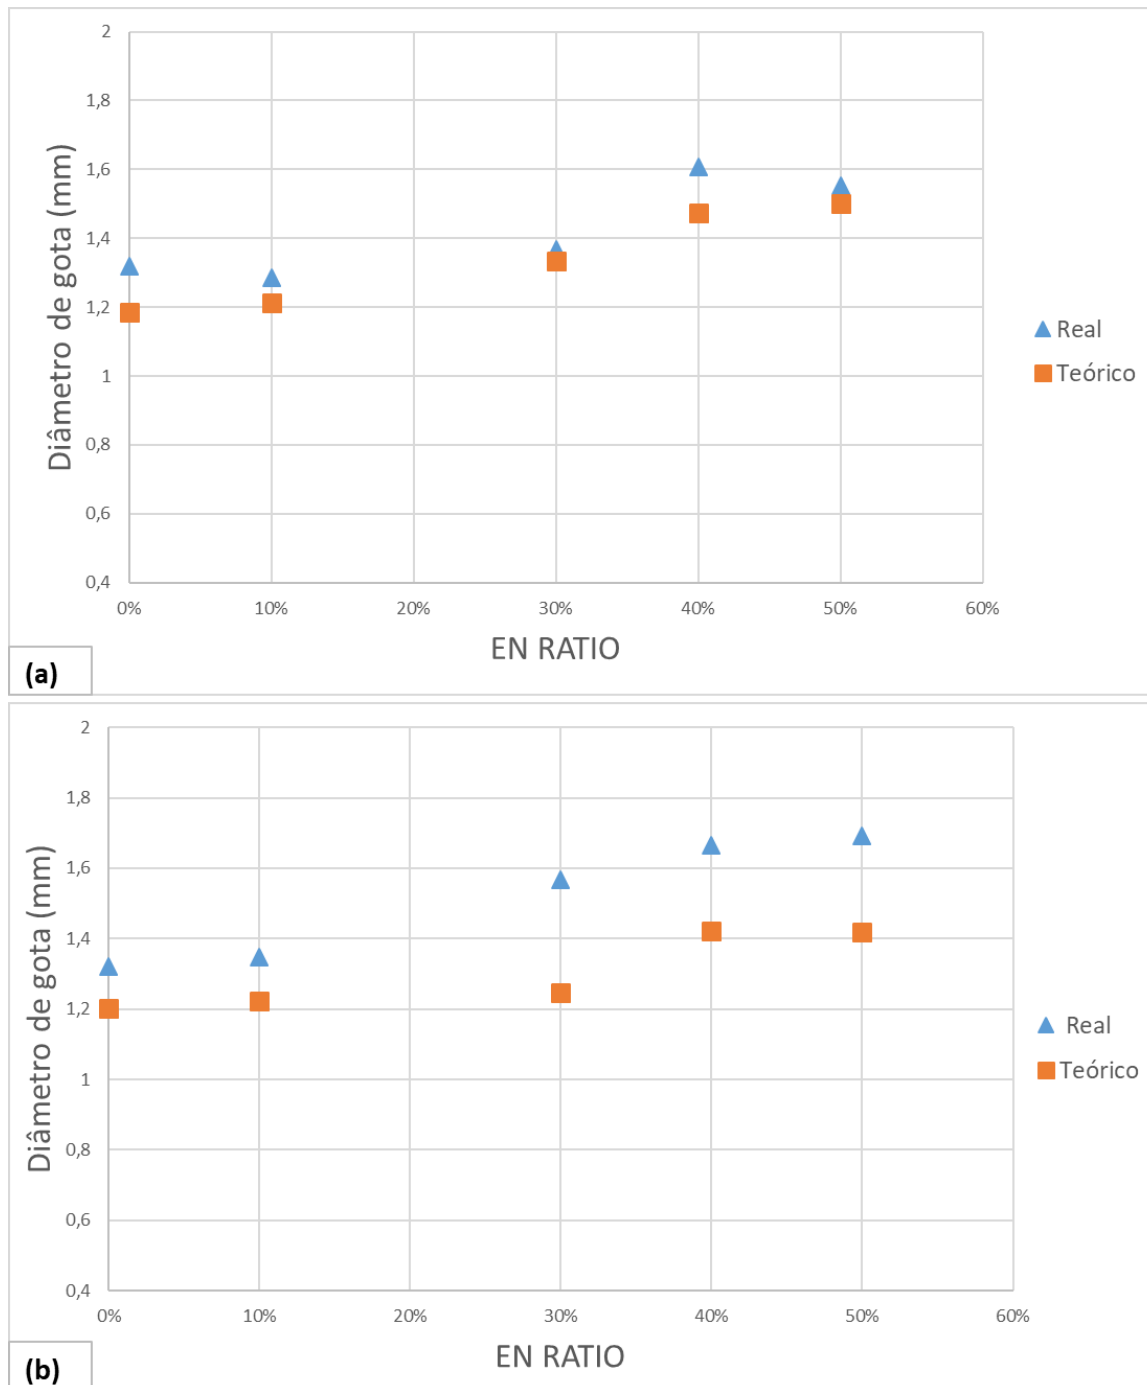 2
1,8
1,6
1,4
1,2
1
0,8
0,6
0,4
Diâmetro de gota (mm)
0% 10% 20% 30% 40% 50% 60%
EN RATIO
Real
Teórico
(a)
2
1,8
1,6
1,4
1,2
1
0,8
0,6
0,4
Diâmetro de gota (mm)
0% 10% 20% 30% 40% 50% 60%
EN RATIO
Real
Teórico
(b)